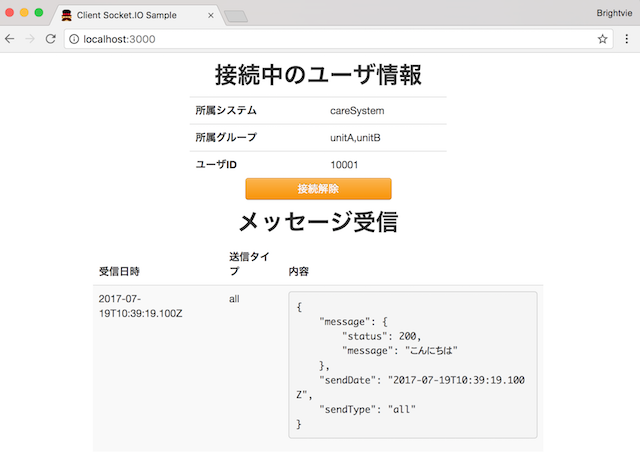 Client Socket.IO Sample
Brightvie
localhost:3000
接続中のユーザ情報
所属システム careSystem
所属グループ unitA,unitB
ユーザID 10001
接続解除
メッセージ受信
受信日時 送信タイプ 内容
2017-07-19T10:39:19.100Z all
{
"message": {
"status": 200,
"message": "こんにちは"
},
"sendDate": "2017-07-19T10:39:19.100
Z",
"sendType": "all"
}